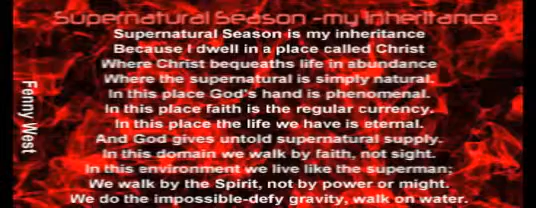 Supernatural Season -my inheritance
Supernatural Season is my inheritance
Because I dwell in a place called Christ
Where Christ bequeaths life in abundance
Where the supernatural is simply natural.
In this place God's hand is phenomenal.
In this place faith is the regular currency.
In this place the life we have is eternal.
And God gives untold supernatural supply.
In this domain we walk by faith, not sight.
In this environment we live like the superman;
We walk by the Spirit, not by power or might.
We do the impossible-defy gravity, walk on water.
Fenny West